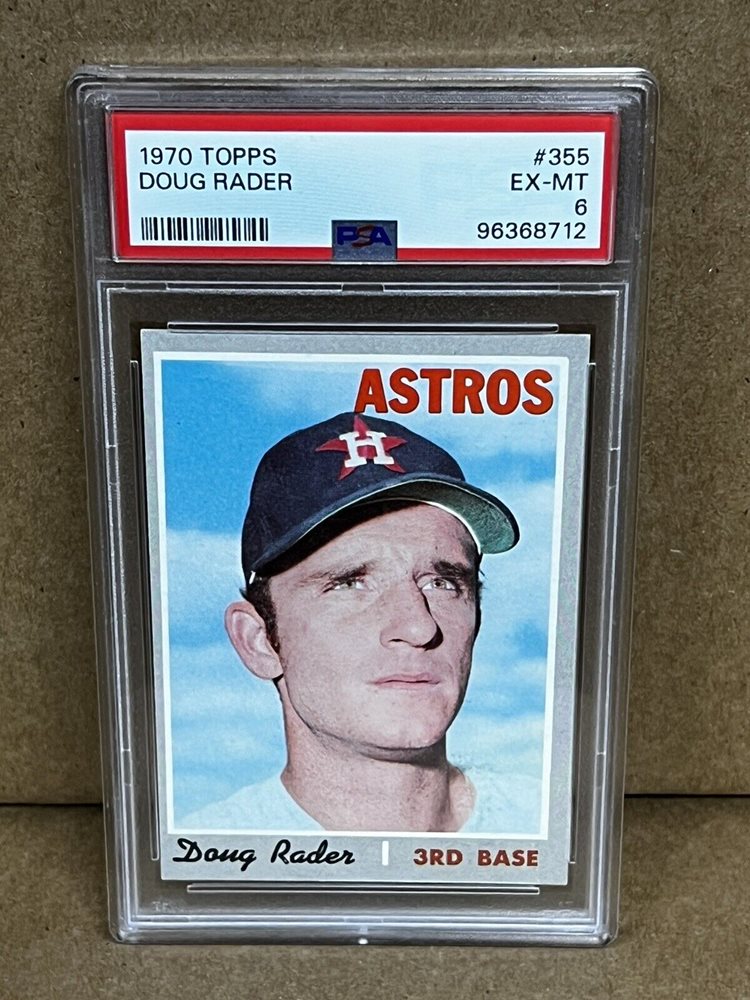 1970 TOPPS #355
DOUG RADER EX-MT
6
PSA 96368712
ASTROS
H
Doug Rader 3RD BASE